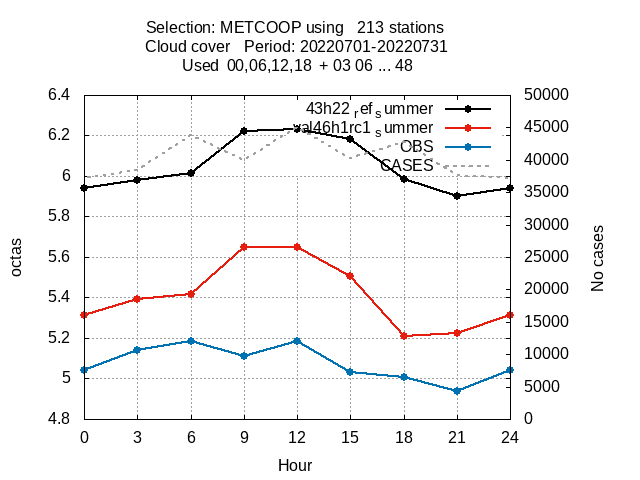 Selection: METCOOP using   213 stations
Cloud cover   Period: 20220701-20220731
Used  00,06,12,18  + 03 06 ... 48
6.4
6.2
6
5.8
5.6
5.4
5.2
5
4.8
octas
43h22ref summer
val46h1rc1summer
OBS
CASES
50000
45000
40000
35000
30000
25000
20000
15000
10000
5000
0
No cases
0 3 6 9 12 15 18 21 24
Hour